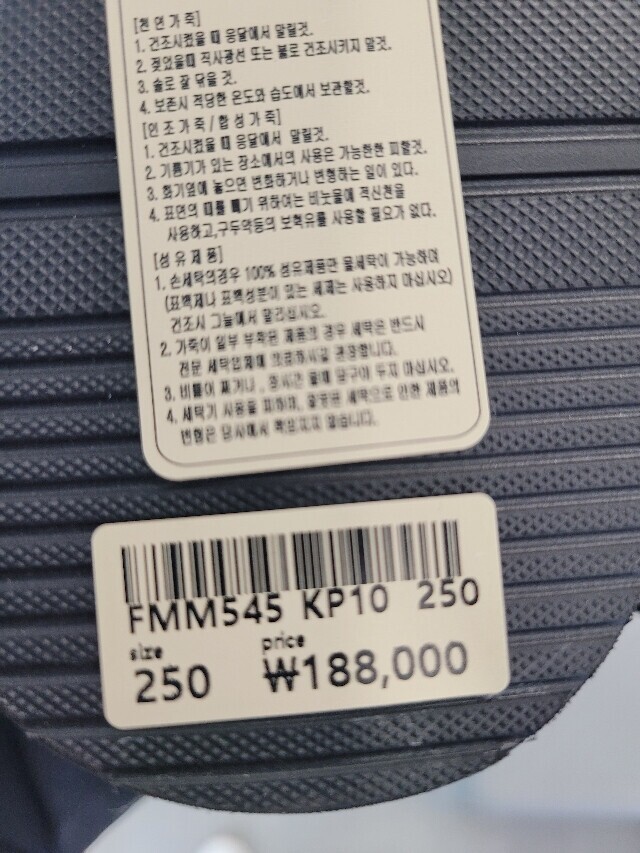 [천연가죽]
1. 건조시켰을 때 응달에서 말릴것.
2. 젖었을때 직사광선 또는 불로 건조시키지 말것.
3. 솔로 잘 닦을 것.
4. 보존시 적당한 온도와 습도에서 보관할것.
[인조가죽/합성가죽]
1. 건조시켰을 때 응달에서 말릴것.
2. 기름기가 있는 장소에서의 사용은 가능한한 피할것.
3. 화기옆에 놓으면 변화하거나 변형하는 일이 있다.
4. 표면의 때를 빼기 위하여는 비눗물에 적신천을
사용하고,구두약등의 보혁유를 사용할 필요가 없다.
[섬유제품]
1. 손세탁의경우 100% 섬유제품만 물세탁이 가능하여
(표백제나 표백성분이 있는 세제는 사용하지 마십시오)
건조시 그늘에서 말리십시오.
2. 가죽이 일부 부착된 제품의 경우 세탁은 반드시
전문 세탁업체에 의뢰하시길 권장합니다.
3. 비틀어 짜거나, 장시간 물에 담구어 두지 마십시오.
4. 세탁기 사용을 피하며, 잘못된 세탁으로 인한 제품의
변형은 당사에서 책임지지 않습니다.
FMM545 KP10 250
size price
250 ₩188,000